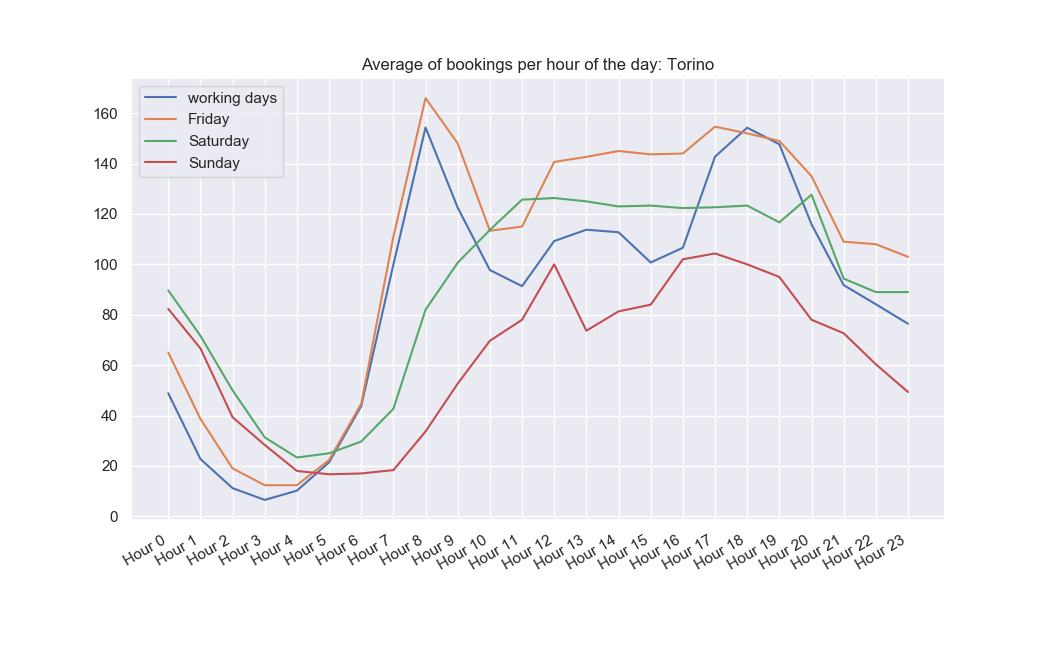 Average of bookings per hour of the day: Torino
working days
Friday
Saturday
Sunday
160
140
120
100
80
60
40
20
0
Hour 0
Hour 1
Hour 2
Hour 3
Hour 4
Hour 5
Hour 6
Hour 7
Hour 8
Hour 9
Hour 10
Hour 11
Hour 12
Hour 13
Hour 14
Hour 15
Hour 16
Hour 17
Hour 18
Hour 19
Hour 20
Hour 21
Hour 22
Hour 23